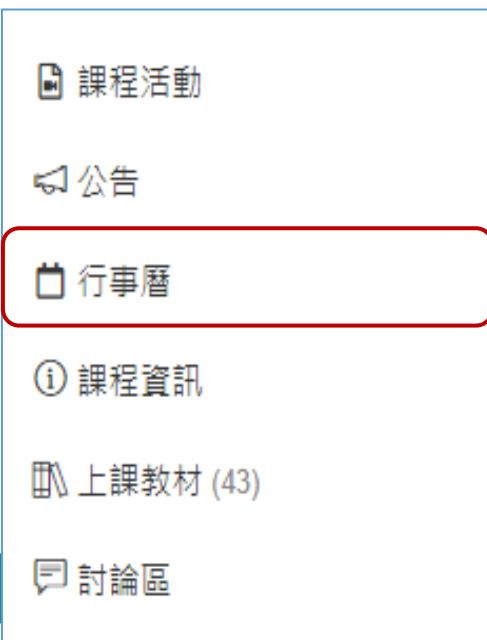 課程活動
公告
行事曆
課程資訊
上課教材 (43)
討論區